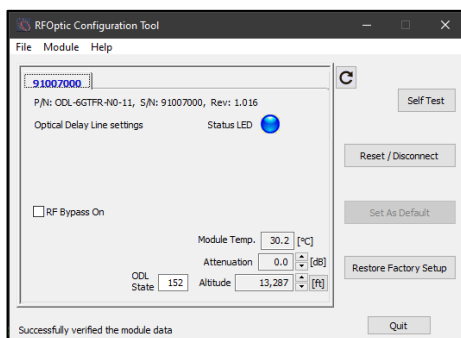 RFOptic Configuration Tool
File Module Help
91007000
P/N: ODL-6GTFR-N0-11, S/N: 91007000, Rev: 1.016
Self Test
Optical Delay Line settings Status LED
Reset / Disconnect
RF Bypass On
Set As Default
Module Temp. 30.2 [°C]
Attenuation 0.0 [dB]
Restore Factory Setup
ODL State 152 Altitude 13,287 [ft]
Successfully verified the module data
Quit